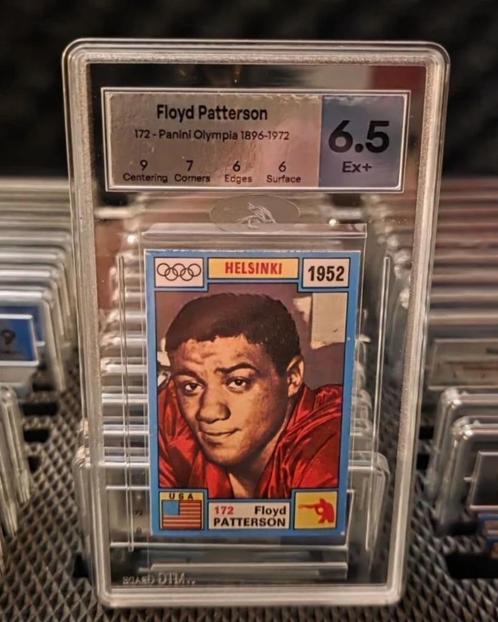 Floyd Patterson
172 - Panini Olympia 1896-1972
9 7 6 6
Centering Corners Edges Surface
6.5
Ex+
HELSINKI 1952
USA
172 Floyd
PATTERSON